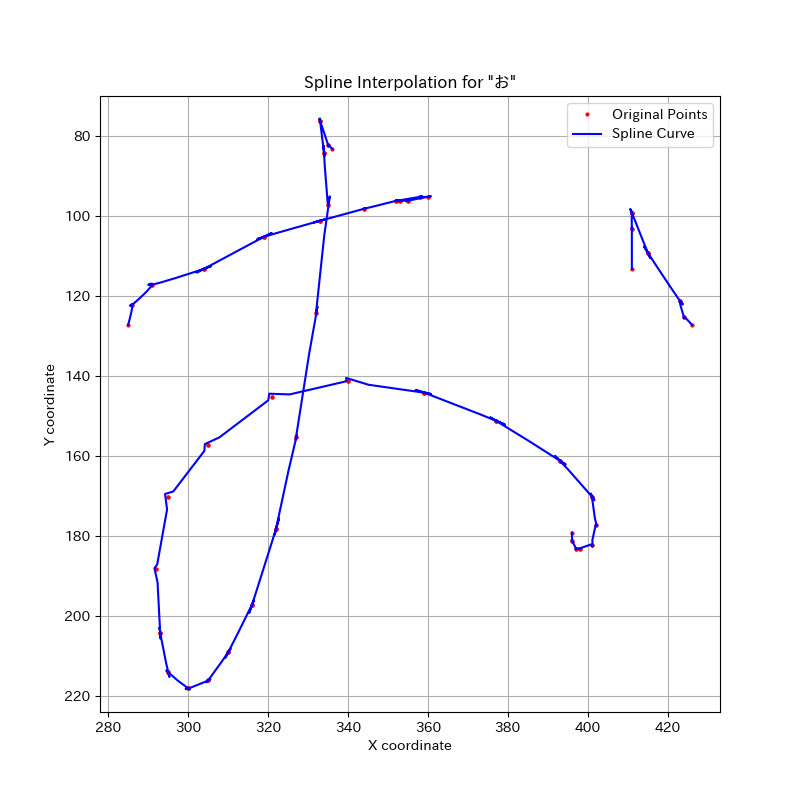 Spline Interpolation for "お"
Original Points
Spline Curve
Y coordinate
80
100
120
140
160
180
200
220
お
280 300 320 340 360 380 400 420
X coordinate